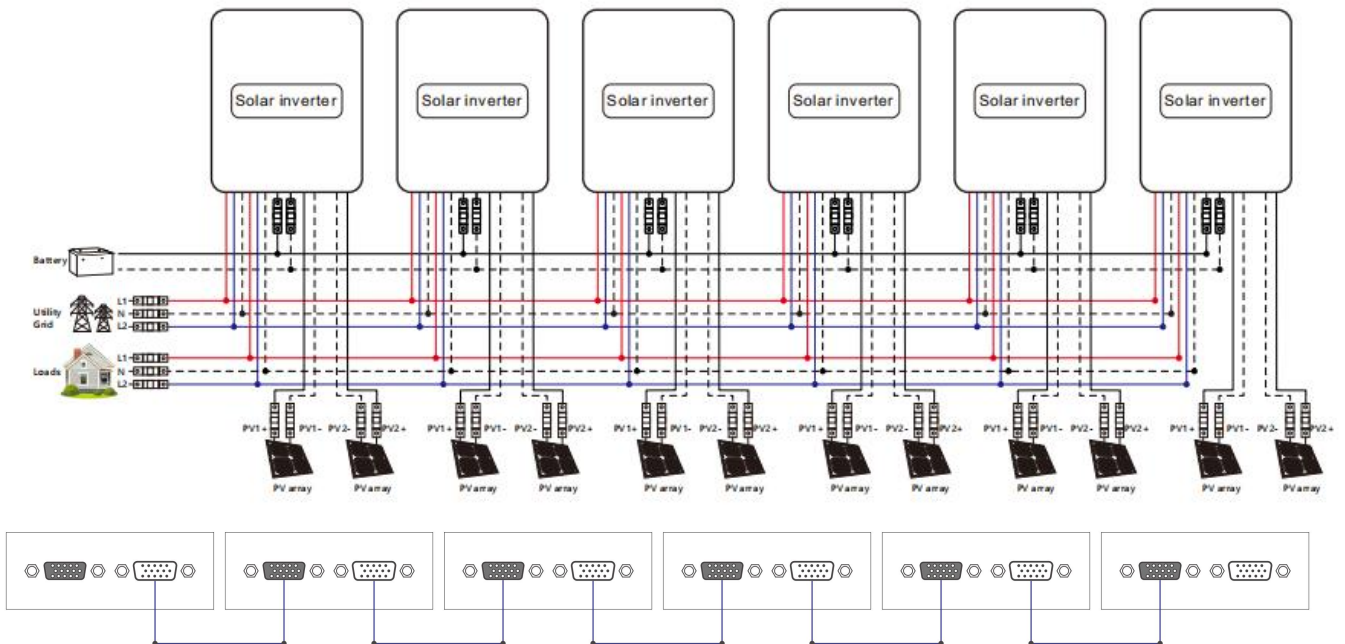 Solar inverter Solar inverter Solar inverter Solar inverter Solar inverter Solar inverter
Battery
L1
Utility N
Grid L2
L1
Loads N
L2
PV1+ PV1- PV2- PV2+ PV1+ PV1- PV2- PV2+ PV1+ PV1- PV2- PV2+ PV1+ PV1- PV2- PV2+ PV1+ PV1- PV2- PV2+ PV1+ PV1- PV2- PV2+
PV array PV array PV array PV array PV array PV array PV array PV array PV array PV array PV array PV array